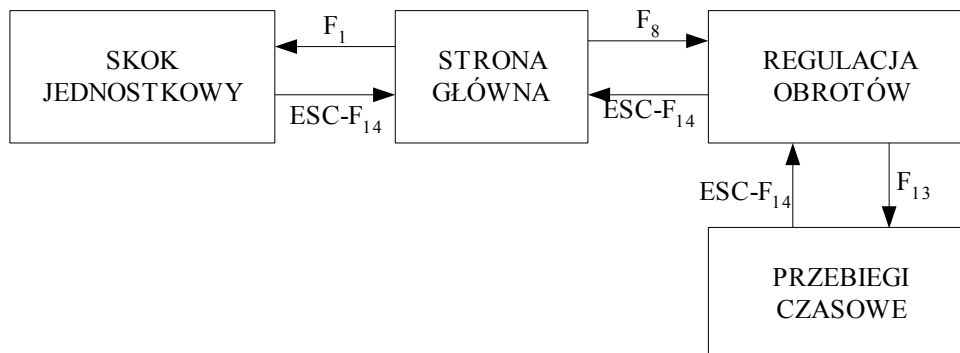 SKOK
JEDNOSTKOWY
F₁
ESC-F₁₄
STRONA
GŁÓWNA
F₈
ESC-F₁₄
REGULACJA
OBROTÓW
ESC-F₁₄
F₁₃
PRZEBIEGI
CZASOWE